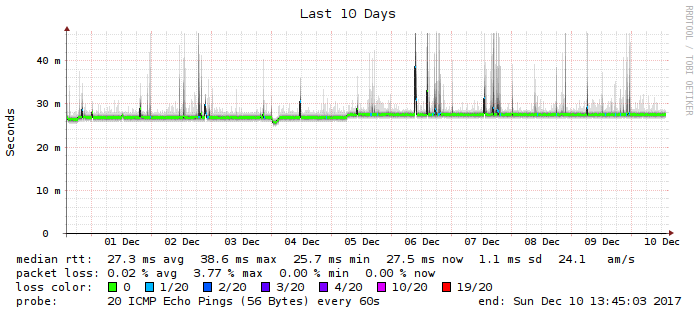 Last 10 Days
RRDTOOL / TOBI OETIKER
Seconds
40 m
30 m
20 m
10 m
0
01 Dec 02 Dec 03 Dec 04 Dec 05 Dec 06 Dec 07 Dec 08 Dec 09 Dec 10 Dec
median rtt: 27.3 ms avg 38.6 ms max 25.7 ms min 27.5 ms now 1.1 ms sd 24.1 am/s
packet loss: 0.02 % avg 3.77 % max 0.00 % min 0.00 % now
loss color: 0 1/20 2/20 3/20 4/20 10/20 19/20
probe: 20 ICMP Echo Pings (56 Bytes) every 60s end: Sun Dec 10 13:45:03 2017